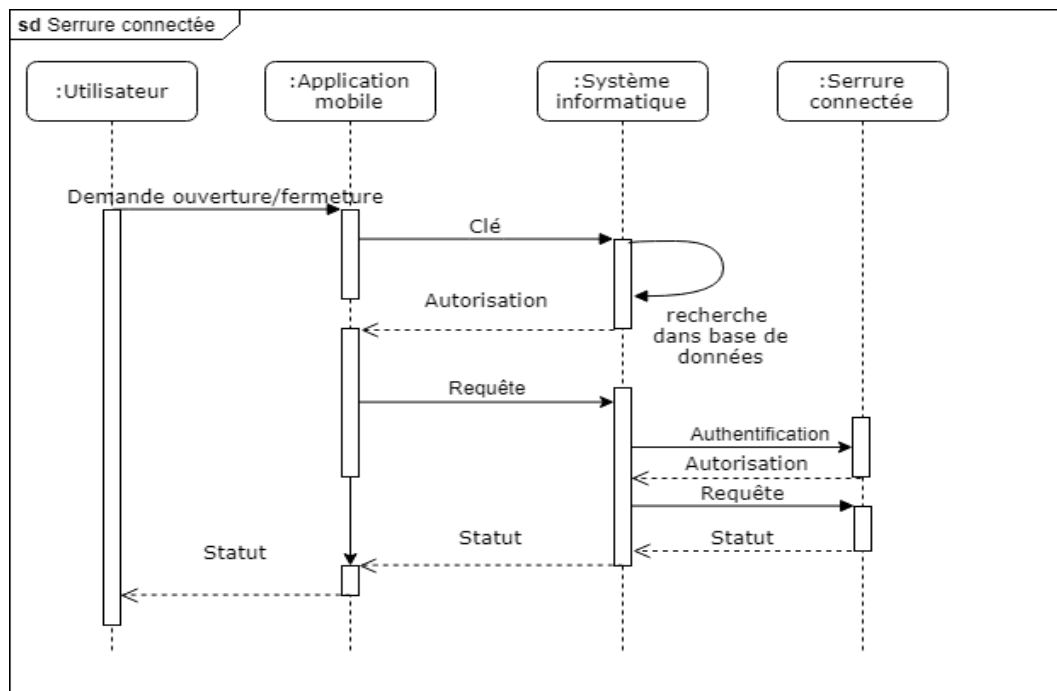 sd Serrure connectée
:Utilisateur
:Application
mobile
:Système
informatique
:Serrure
connectée
Demande ouverture/fermeture
Clé
Autorisation
recherche
dans base de
données
Requête
Authentification
Autorisation
Requête
Statut
Statut
Statut